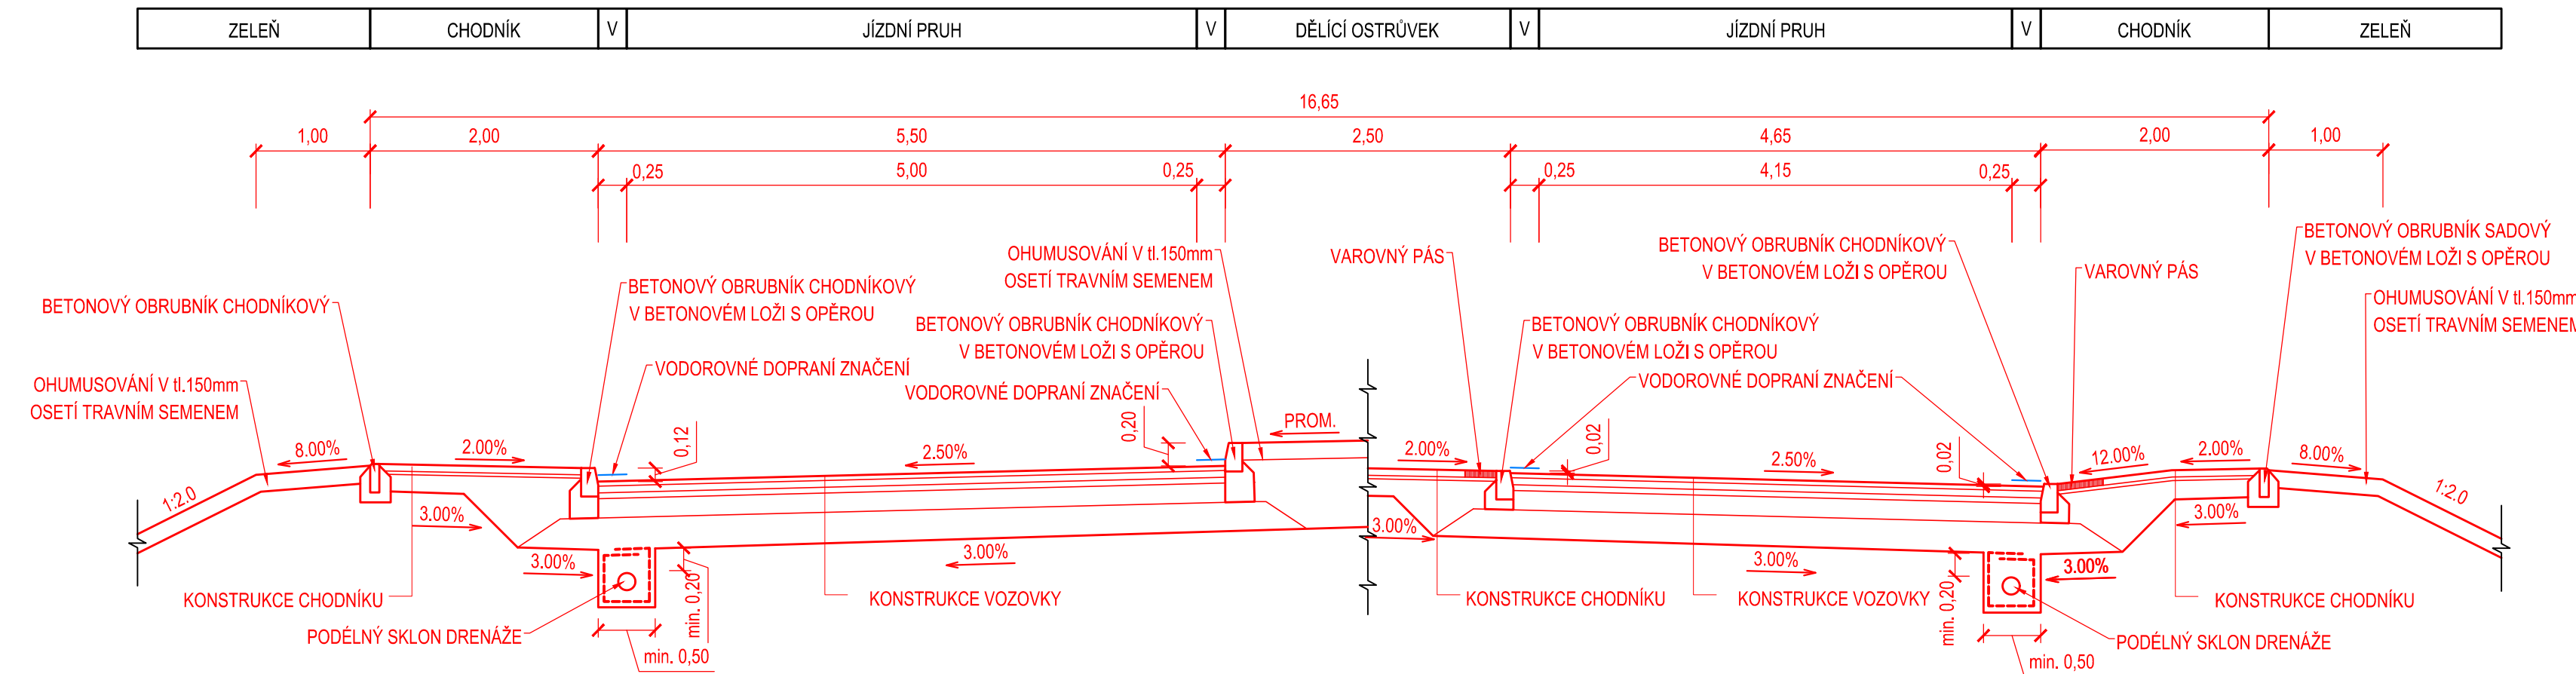 ZELEŇ
CHODNÍK
V
JÍZDNÍ PRUH
V
DĚLÍCÍ OSTRŮVEK
V
JÍZDNÍ PRUH
V
CHODNÍK
ZELEŇ
16,65
1,00
2,00
5,50
2,50
4,65
2,00
1,00
0,25
5,00
0,25
0,25
4,15
0,25
BETONOVÝ OBRUBNÍK CHODNÍKOVÝ
OHUMUSOVÁNÍ V tl.150mm
OSETÍ TRAVNÍM SEMENEM
BETONOVÝ OBRUBNÍK CHODNÍKOVÝ
V BETONOVÉM LOŽI S OPĚROU
VODOROVNÉ DOPRANÍ ZNAČENÍ
OHUMUSOVÁNÍ V tl.150mm
OSETÍ TRAVNÍM SEMENEM
BETONOVÝ OBRUBNÍK CHODNÍKOVÝ
V BETONOVÉM LOŽI S OPĚROU
VODOROVNÉ DOPRANÍ ZNAČENÍ
VAROVNÝ PÁS
BETONOVÝ OBRUBNÍK CHODNÍKOVÝ
V BETONOVÉM LOŽI S OPĚROU
VODOROVNÉ DOPRANÍ ZNAČENÍ
BETONOVÝ OBRUBNÍK CHODNÍKOVÝ
V BETONOVÉM LOŽI S OPĚROU
VAROVNÝ PÁS
BETONOVÝ OBRUBNÍK SADOVÝ
V BETONOVÉM LOŽI S OPĚROU
OHUMUSOVÁNÍ V tl.150mm
OSETÍ TRAVNÍM SEMENEM
1:2.0
8.00%
2.00%
0,12
2.50%
0,20
PROM.
2.00%
0,02
2.50%
0,02
12.00%
2.00%
8.00%
1:2.0
3.00%
3.00%
3.00%
3.00%
3.00%
3.00%
3.00%
KONSTRUKCE CHODNÍKU
PODÉLNÝ SKLON DRENÁŽE
min. 0,20
min. 0,50
KONSTRUKCE VOZOVKY
KONSTRUKCE CHODNÍKU
KONSTRUKCE VOZOVKY
min. 0,20
min. 0,50
PODÉLNÝ SKLON DRENÁŽE
KONSTRUKCE CHODNÍKU